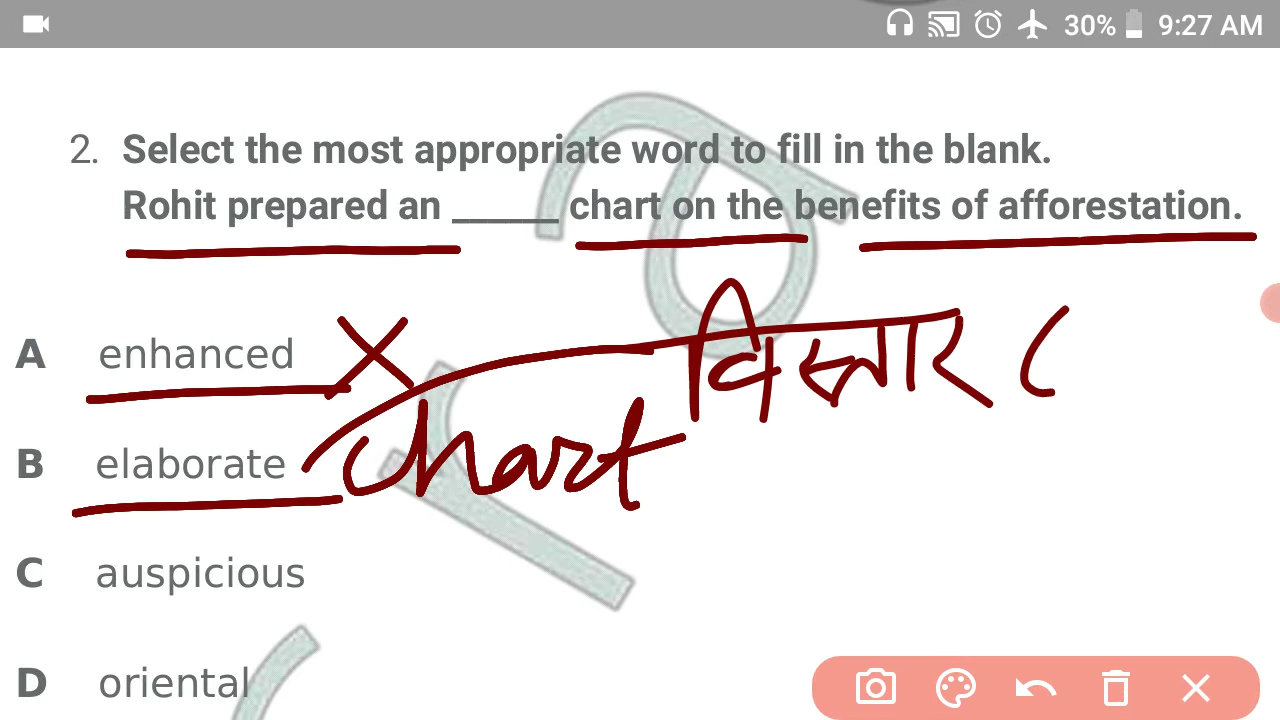 30% 9:27 AM
2. Select the most appropriate word to fill in the blank.
Rohit prepared an ______ chart on the benefits of afforestation.
A enhanced
विस्तार (
B elaborate chart
C auspicious
D oriental